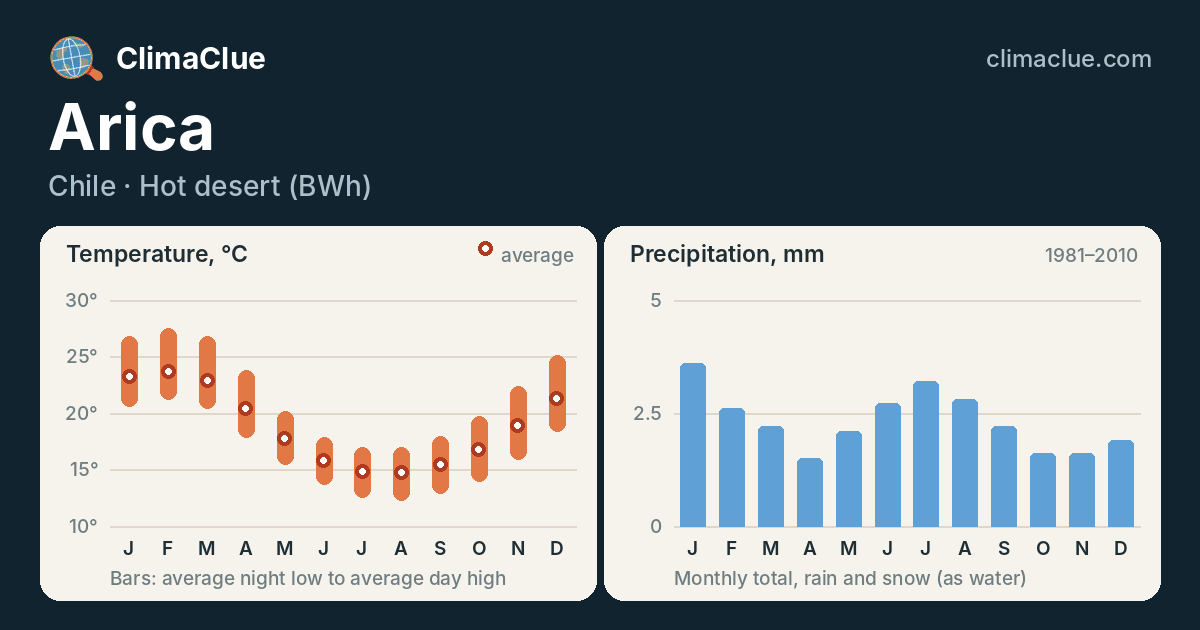 ClimaClue
climaclue.com
Arica
Chile · Hot desert (BWh)
Temperature, °C
average
30°
25°
20°
15°
10°
J F M A M J J A S O N D
Bars: average night low to average day high
Precipitation, mm
1981–2010
5
2.5
0
J F M A M J J A S O N D
Monthly total, rain and snow (as water)